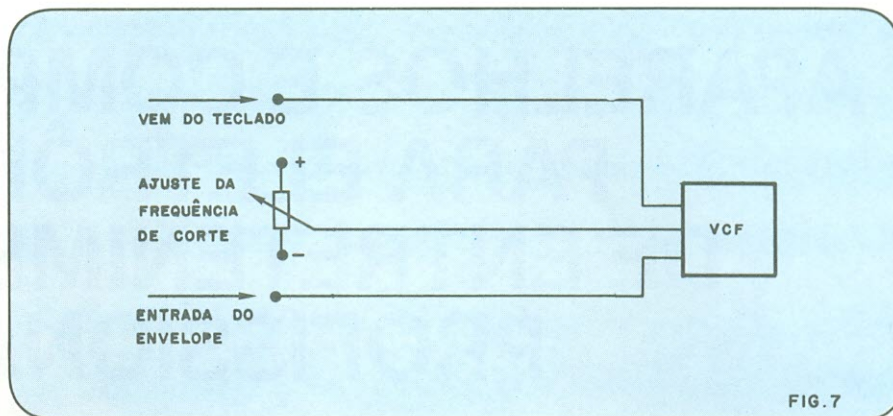 VEM DO TECLADO
+
AJUSTE DA
FREQUÊNCIA
DE CORTE
−
VCF
ENTRADA DO
ENVELOPE
FIG.7